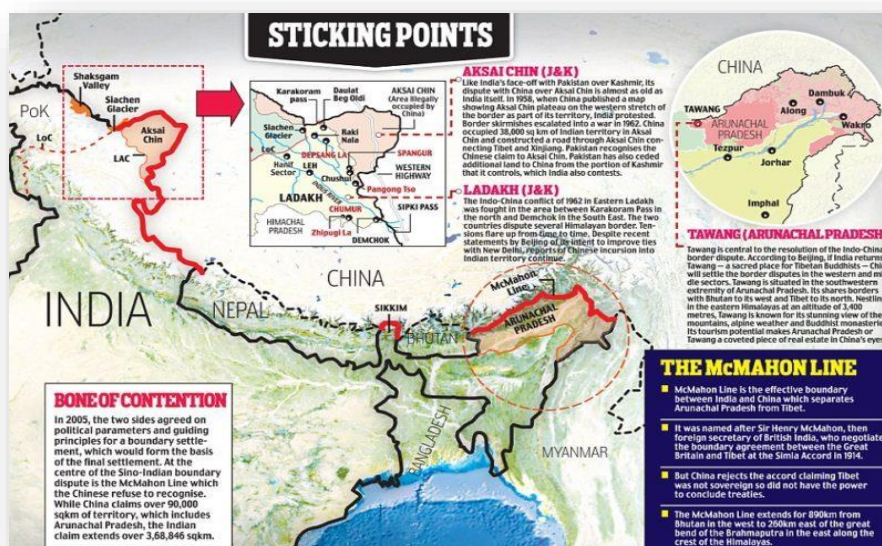 STICKING POINTS
Shaksgam
Valley
Siachen
Glacier
PoK
LoC
Aksai
Chin
LAC
Karakoram
pass
Daulat
Beg Oldi
AKSAI CHIN
(Area illegally
occupied by
China)
Siachen
Glacier
Raki
Nala
DEPSANG LA
SPANGUR
LoC
LEH
WESTERN
HIGHWAY
Hanif
Sector
Chushul
Pangong Tso
LADAKH
INDUS RIVER
CHUMUR
SIPKI PASS
HIMACHAL
PRADESH
Zhipugi La
DEMCHOK
AKSAI CHIN (J&K)
Like India's face-off with Pakistan over Kashmir, its
dispute with China over Aksai Chin is almost as old as
India itself. In 1958, when China published a map
showing Aksai Chin plateau on the western stretch of
the border as part of its territory, India protested.
Border skirmishes escalated into a war in 1962. China
occupied 38,000 sq km of Indian territory in Aksai
Chin and constructed a road through Aksai Chin con-
necting Tibet and Xinjiang. Pakistan recognises the
Chinese claim to Aksai Chin. Pakistan has also ceded
additional land to China from the portion of Kashmir
that it controls, which India also contests.
LADAKH (J&K)
The Indo-China conflict of 1962 in Eastern Ladakh
was fought in the area between Karakoram Pass in
the north and Demchok in the South East. The two
countries dispute several Himalayan border. Ten-
sions flare up from time to time. Despite recent
statements by Beijing of its intent to improve ties
with New Delhi, reports of Chinese incursion into
Indian territory continue.
CHINA
TAWANG
Dambuk
Along
ARUNACHAL
PRADESH
Wakro
Tezpur
Jorhar
Imphal
TAWANG (ARUNACHAL PRADESH
Tawang is central to the resolution of the Indo-China
border dispute. According to Beijing, if India returns
Tawang — a sacred place for Tibetan Buddhists — Chi
will settle the border disputes in the western and mi
dle sectors. Tawang is situated in the southwestern
extremity of Arunachal Pradesh. Its shares borders
with Bhutan to its west and Tibet to its north. Nestlin
in the eastern Himalayas at an altitude of 3,400
metres, Tawang is known for its stunning view of the
mountains, alpine weather and Buddhist monasterie
Its tourism potential makes Arunachal Pradesh or
Tawang a coveted piece of real estate in China's eyes
CHINA
INDIA
NEPAL
SIKKIM
BHUTAN
McMahon
Line
ARUNACHAL
PRADESH
BANGLADESH
MYANMAR
BONE OF CONTENTION
In 2005, the two sides agreed on
political parameters and guiding
principles for a boundary settle-
ment, which would form the basis
of the final settlement. At the
centre of the Sino-Indian boundary
dispute is the McMahon Line which
the Chinese refuse to recognise.
While China claims over 90,000
sqkm of territory, which includes
Arunachal Pradesh, the Indian
claim extends over 3,68,846 sqkm.
THE McMAHON LINE
McMahon Line is the effective boundary
between India and China which separates
Arunachal Pradesh from Tibet.
It was named after Sir Henry McMahon, then
foreign secretary of British India, who negotiate
the boundary agreement between the Great
Britain and Tibet at the Simla Accord in 1914.
But China rejects the accord claiming Tibet
was not sovereign so did not have the power
to conclude treaties.
The McMahon Line extends for 890km from
Bhutan in the west to 260km east of the great
bend of the Brahmaputra in the east along the
crest of the Himalayas.